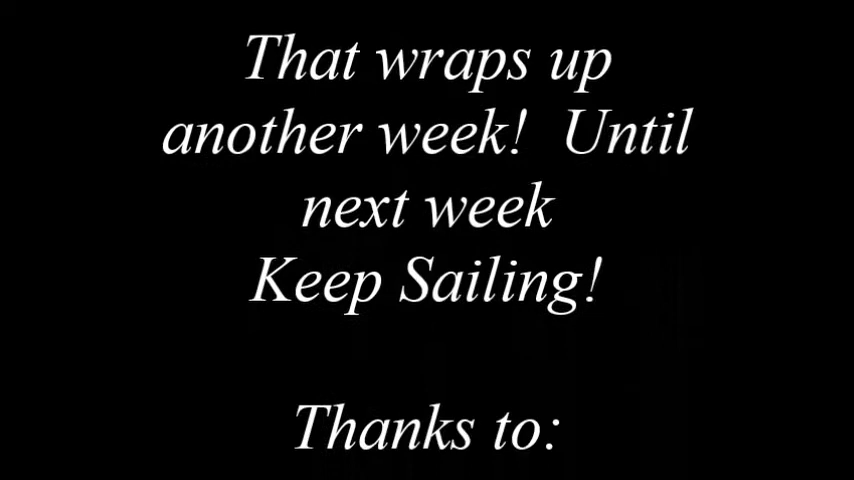 That wraps up
another week!  Until
next week
Keep Sailing!
Thanks to: